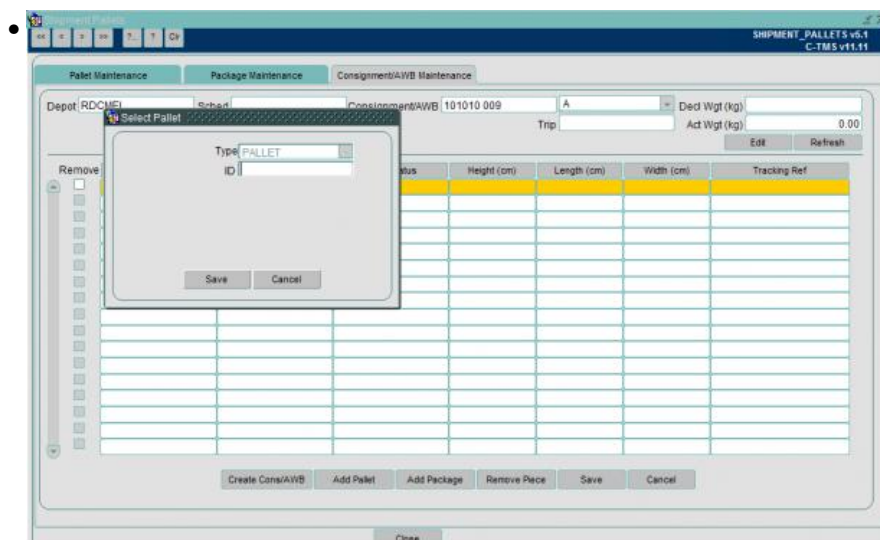 Shipment Pallets
<< < > >> ?... ? Clr
SHIPMENT_PALLETS v5.1
C-TMS v11.11
Pallet Maintenance Package Maintenance Consignment/AWB Maintenance
Depot RDCMEL Sched Consignment/AWB 101010 009 A Decl Wgt (kg)
Trip Act Wgt (kg) 0.00
Edit Refresh
Select Pallet
Type PALLET
ID
Save Cancel
Remove Height (cm) Length (cm) Width (cm) Tracking Ref
Create Cons/AWB Add Pallet Add Package Remove Piece Save Cancel
Close